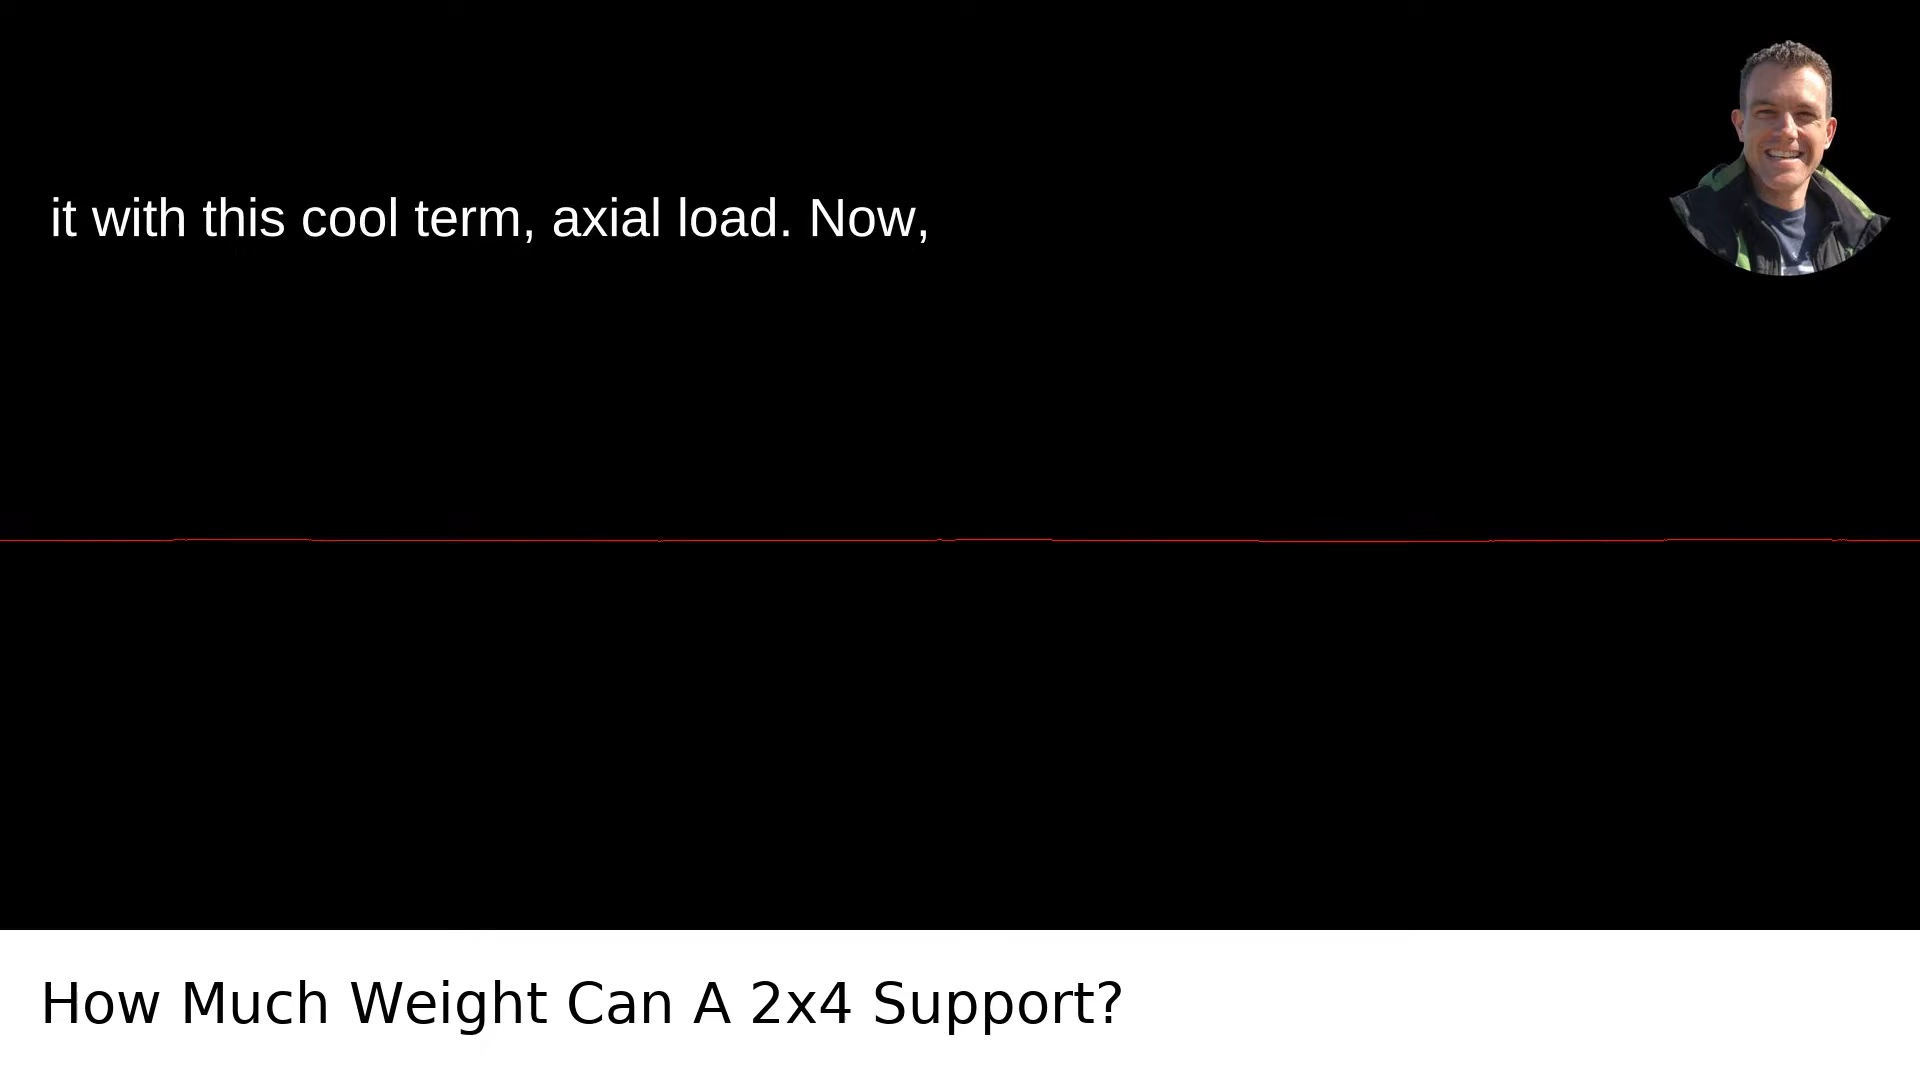 it with this cool term, axial load. Now,
How Much Weight Can A 2x4 Support?